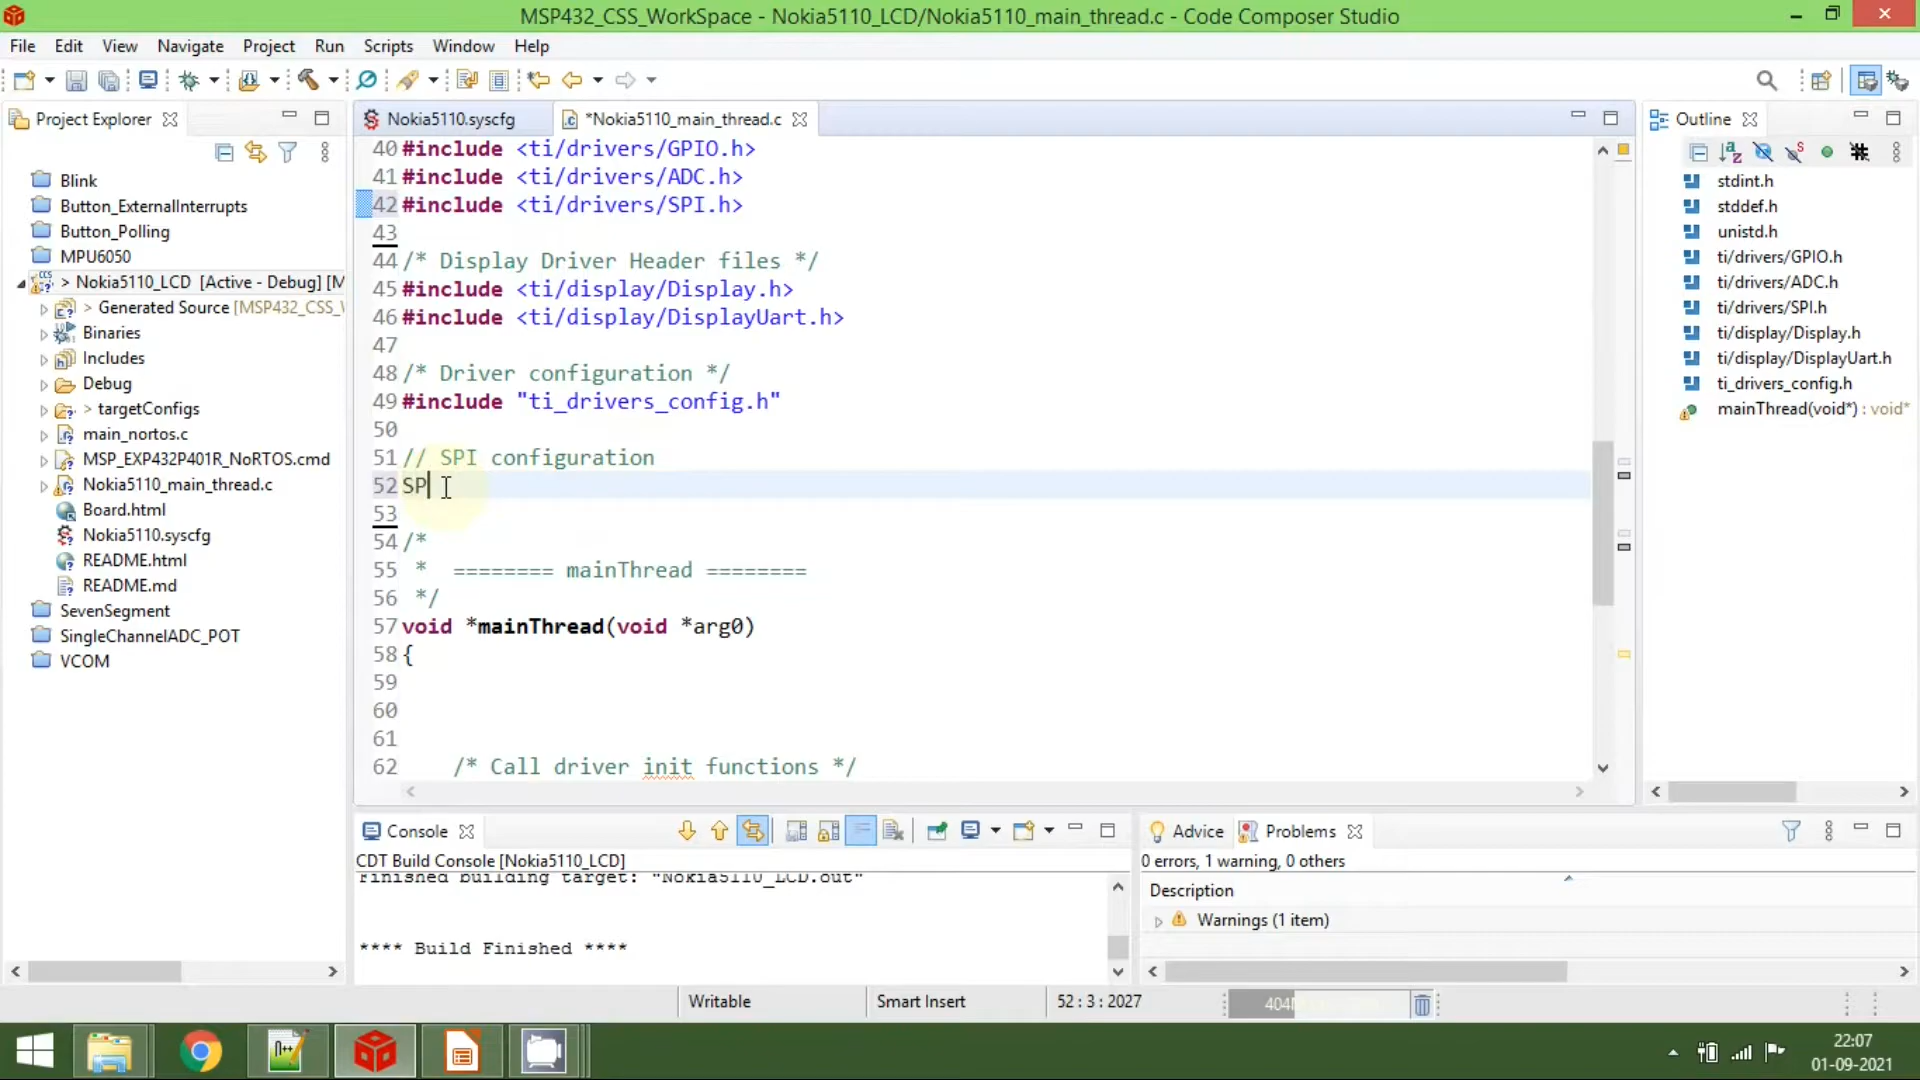 MSP432_CSS_WorkSpace - Nokia5110_LCD/Nokia5110_main_thread.c - Code Composer Studio
File Edit View Navigate Project Run Scripts Window Help
Project Explorer
Blink
Button_ExternalInterrupts
Button_Polling
MPU6050
> Nokia5110_LCD [Active - Debug] [M
> Generated Source [MSP432_CSS_
Binaries
Includes
Debug
> targetConfigs
main_nortos.c
MSP_EXP432P401R_NoRTOS.cmd
Nokia5110_main_thread.c
Board.html
Nokia5110.syscfg
README.html
README.md
SevenSegment
SingleChannelADC_POT
VCOM
Nokia5110.syscfg
*Nokia5110_main_thread.c
40 #include <ti/drivers/GPIO.h>
41 #include <ti/drivers/ADC.h>
42 #include <ti/drivers/SPI.h>
43
44 /* Display Driver Header files */
45 #include <ti/display/Display.h>
46 #include <ti/display/DisplayUart.h>
47
48 /* Driver configuration */
49 #include "ti_drivers_config.h"
50
51 // SPI configuration
52 SP
53
54 /*
55 * ======== mainThread ========
56 */
57 void *mainThread(void *arg0)
58 {
59
60
61
62 /* Call driver init functions */
Outline
stdint.h
stddef.h
unistd.h
ti/drivers/GPIO.h
ti/drivers/ADC.h
ti/drivers/SPI.h
ti/display/Display.h
ti/display/DisplayUart.h
ti_drivers_config.h
mainThread(void*) : void*
Console
CDT Build Console [Nokia5110_LCD]
Finished building target: "Nokia5110_LCD.out"
**** Build Finished ****
Advice
Problems
0 errors, 1 warning, 0 others
Description
Warnings (1 item)
Writable
Smart Insert
52 : 3 : 2027
22:07
01-09-2021